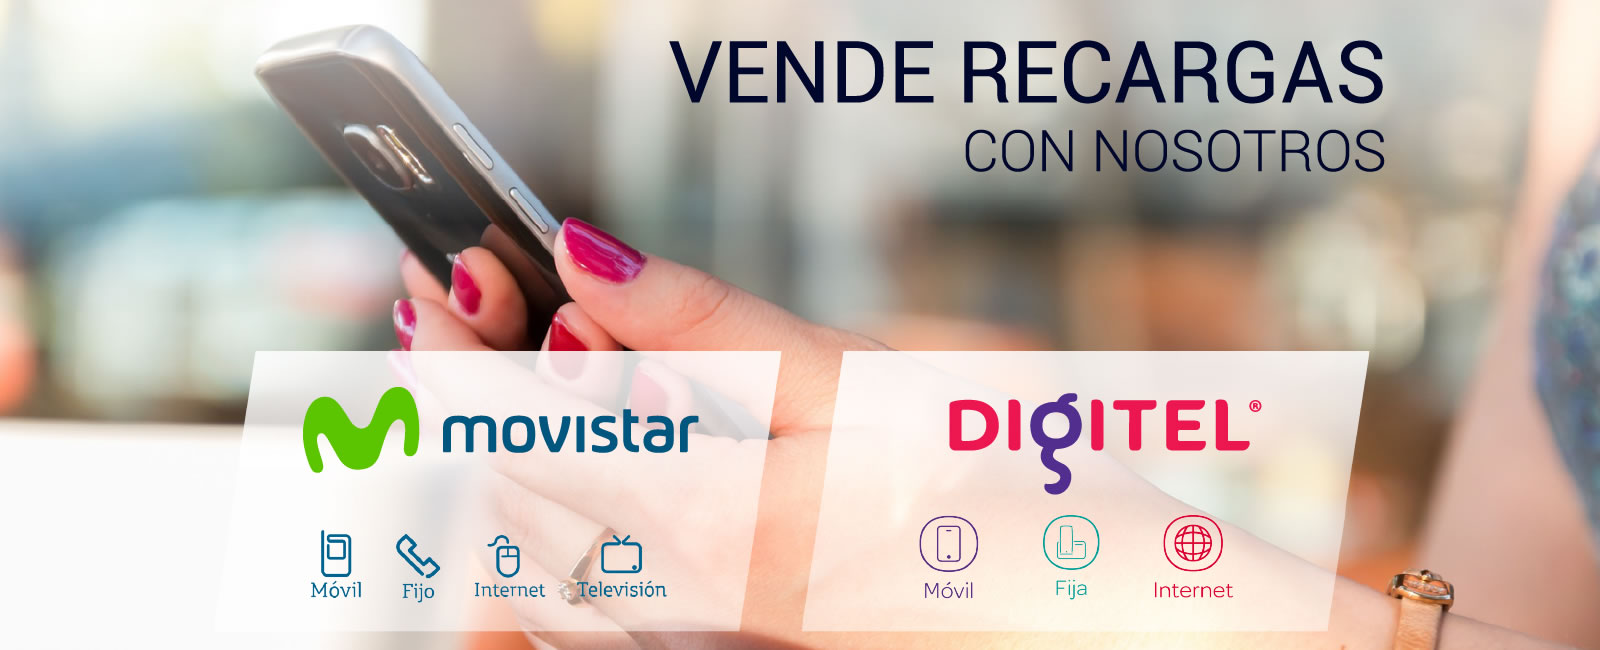 VENDE RECARGAS
CON NOSOTROS
movistar
Móvil Fijo Internet Televisión
DIgITEL®
Móvil Fija Internet